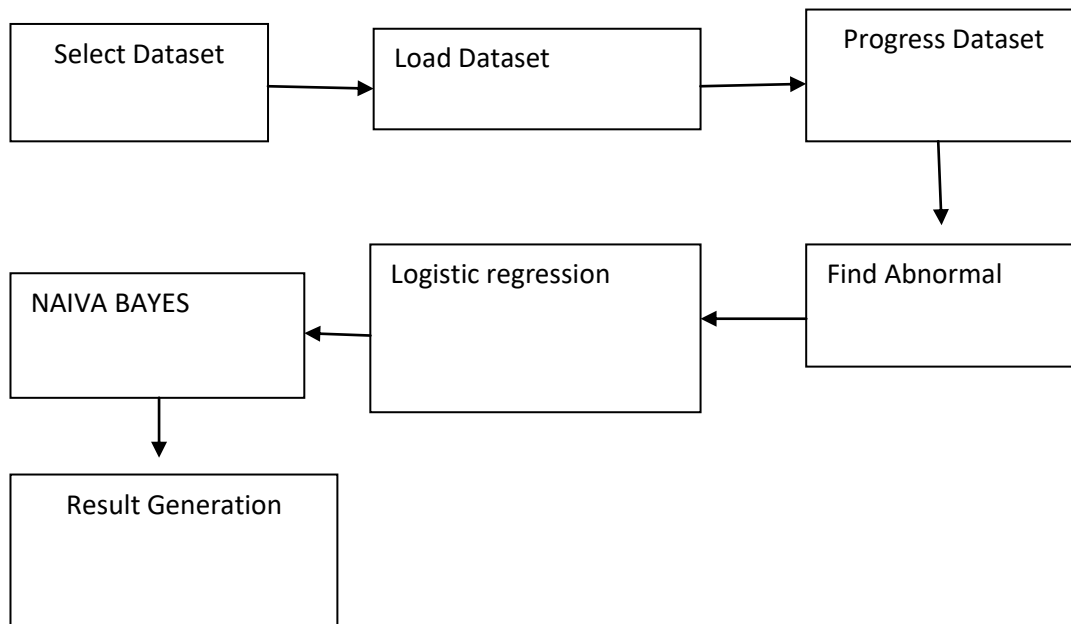 Select Dataset
Load Dataset
Progress Dataset
Find Abnormal
Logistic regression
NAIVA BAYES
Result Generation